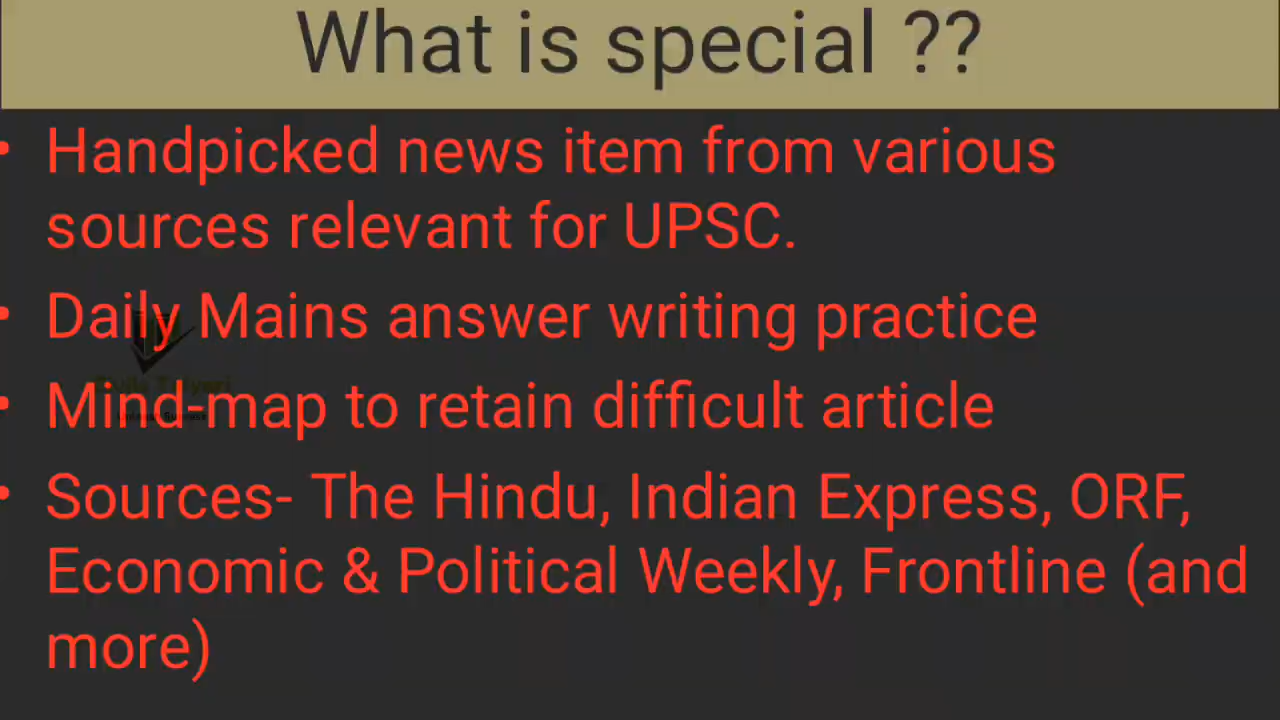 What is special ??
• Handpicked news item from various
sources relevant for UPSC.
• Daily Mains answer writing practice
• Mind-map to retain difficult article
• Sources- The Hindu, Indian Express, ORF,
Economic & Political Weekly, Frontline (and
more)